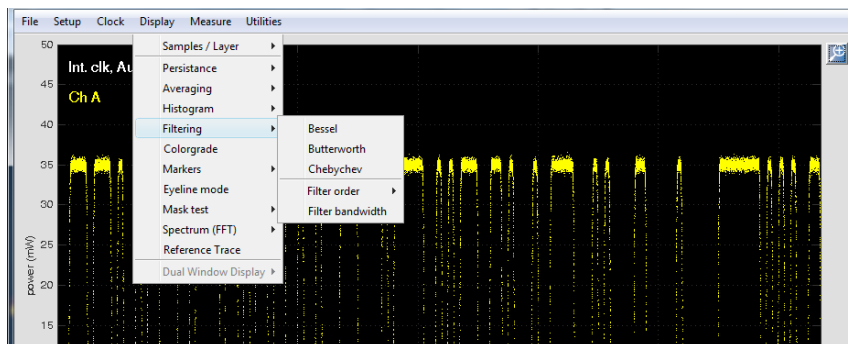 File Setup Clock Display Measure Utilities
50
Int. clk, Au
45
Ch A
40
35
30
25
20
15
power (mW)
Samples / Layer
Persistance
Averaging
Histogram
Filtering
Colorgrade
Markers
Eyeline mode
Mask test
Spectrum (FFT)
Reference Trace
Dual Window Display
Bessel
Butterworth
Chebychev
Filter order
Filter bandwidth